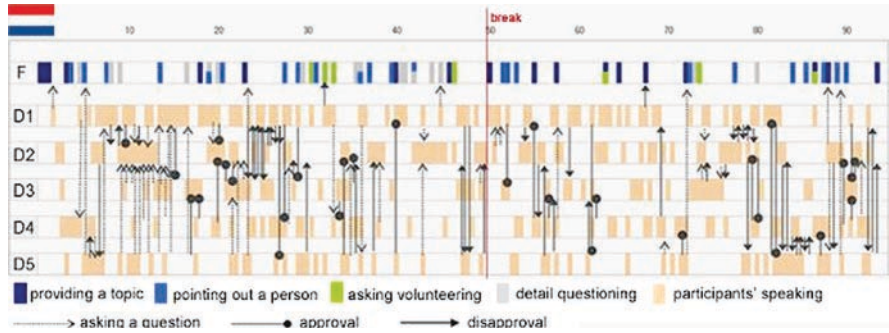 break
10 20 30 40 50 60 70 80 90
F
D1
D2
D3
D4
D5
providing a topic pointing out a person asking volunteering detail questioning participants' speaking
asking a question approval disapproval